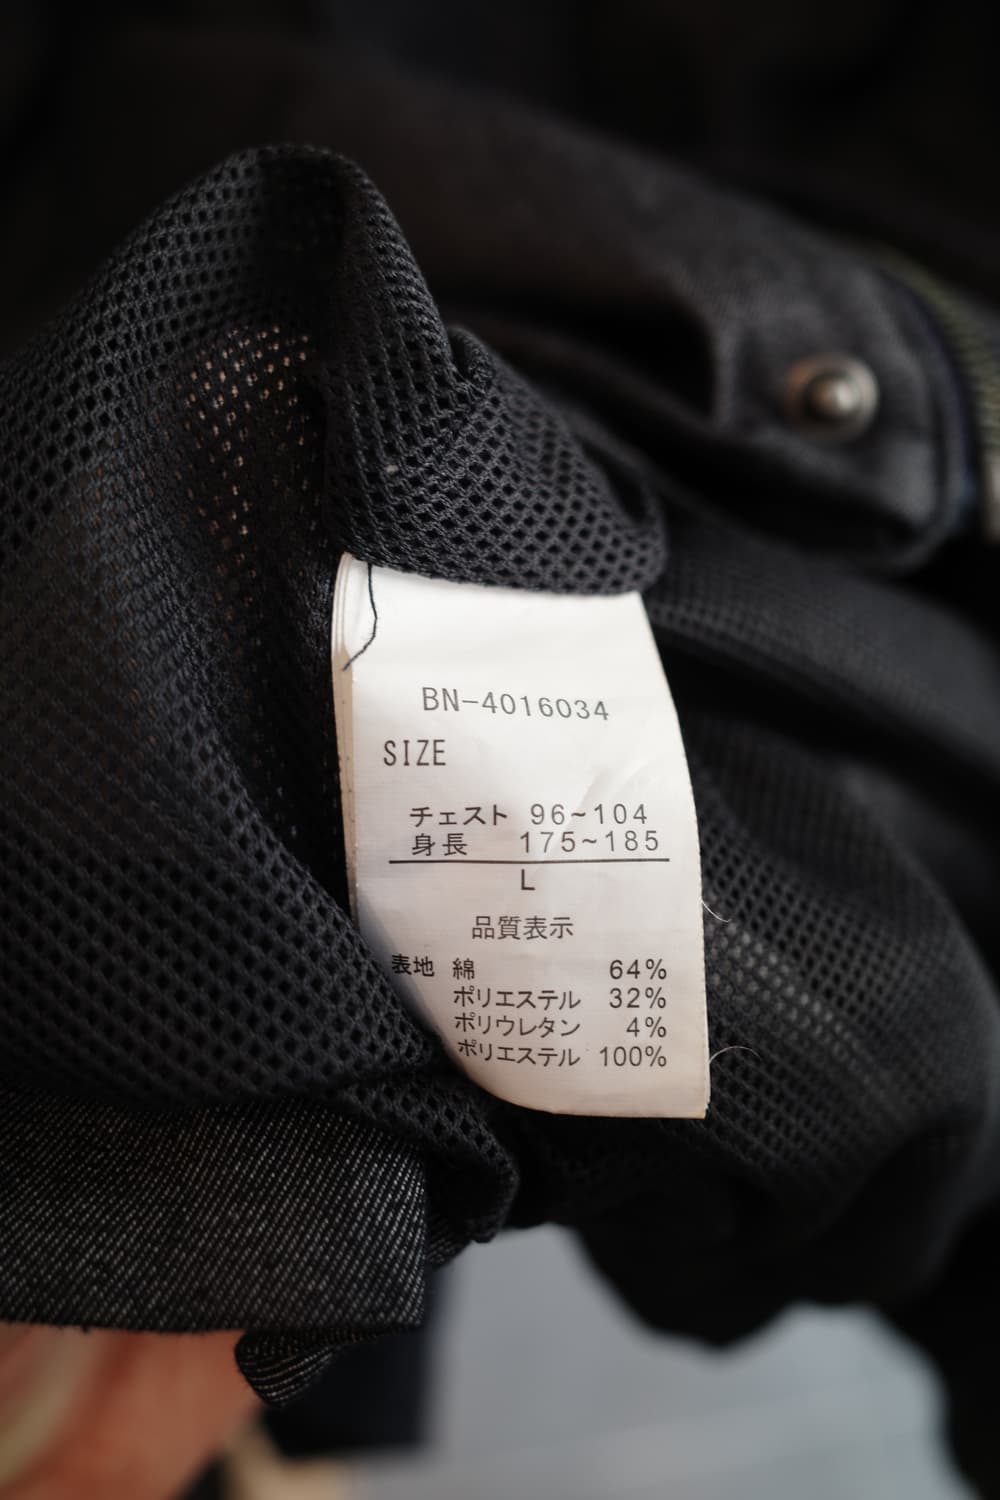 BN-4016034
SIZE
チェスト 96~104
身長 175~185
L
品質表示
表地 綿 64%
ポリエステル 32%
ポリウレタン 4%
ポリエステル 100%